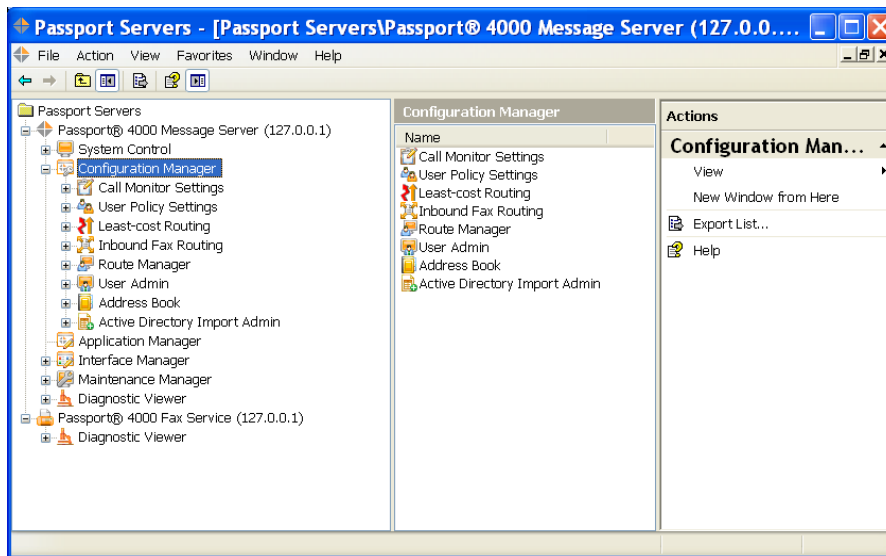 Passport Servers - [Passport Servers\Passport® 4000 Message Server (127.0.0....
File Action View Favorites Window Help
Passport Servers
Passport® 4000 Message Server (127.0.0.1)
System Control
Configuration Manager
Call Monitor Settings
User Policy Settings
Least-cost Routing
Inbound Fax Routing
Route Manager
User Admin
Address Book
Active Directory Import Admin
Application Manager
Interface Manager
Maintenance Manager
Diagnostic Viewer
Passport® 4000 Fax Service (127.0.0.1)
Diagnostic Viewer
Configuration Manager
Name
Call Monitor Settings
User Policy Settings
Least-cost Routing
Inbound Fax Routing
Route Manager
User Admin
Address Book
Active Directory Import Admin
Actions
Configuration Man...
View
New Window from Here
Export List...
Help